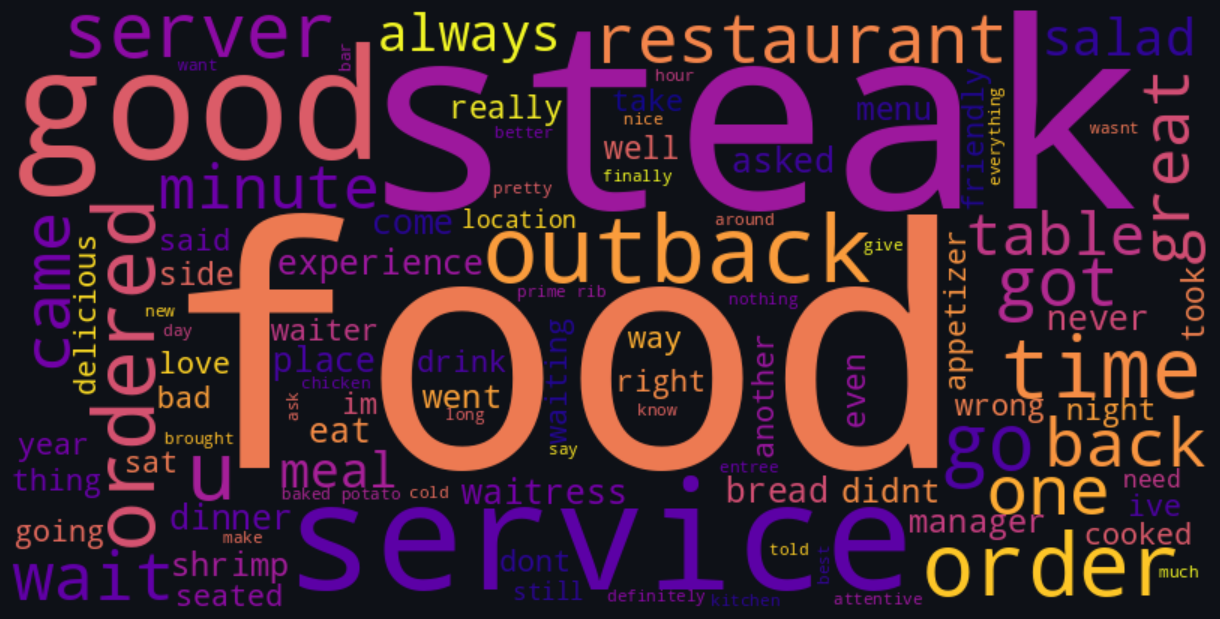 server
always
restaurant
salad
want
bar
good
steak
hour
really
take
menu
friendly
everything
great
nice
better
well
asked
wasnt
finally
minute
pretty
come
location
around
table
came
said
experience
outback
give
got
delicious
ordered
side
food
prime rib
nothing
appetizer
took
new
day
waiter
never
love
place
drink
waiting
way
another
even
time
chicken
bad
ask
im
went
long
right
know
wrong
night
year
brought
eat
say
go
back
thing
sat
u
meal
entree
need
baked potato
cold
waitress
bread
didnt
one
ive
going
dinner
make
service
manager
cooked
wait
shrimp
seated
dont
still
told
best
order
much
definitely
kitchen
attentive